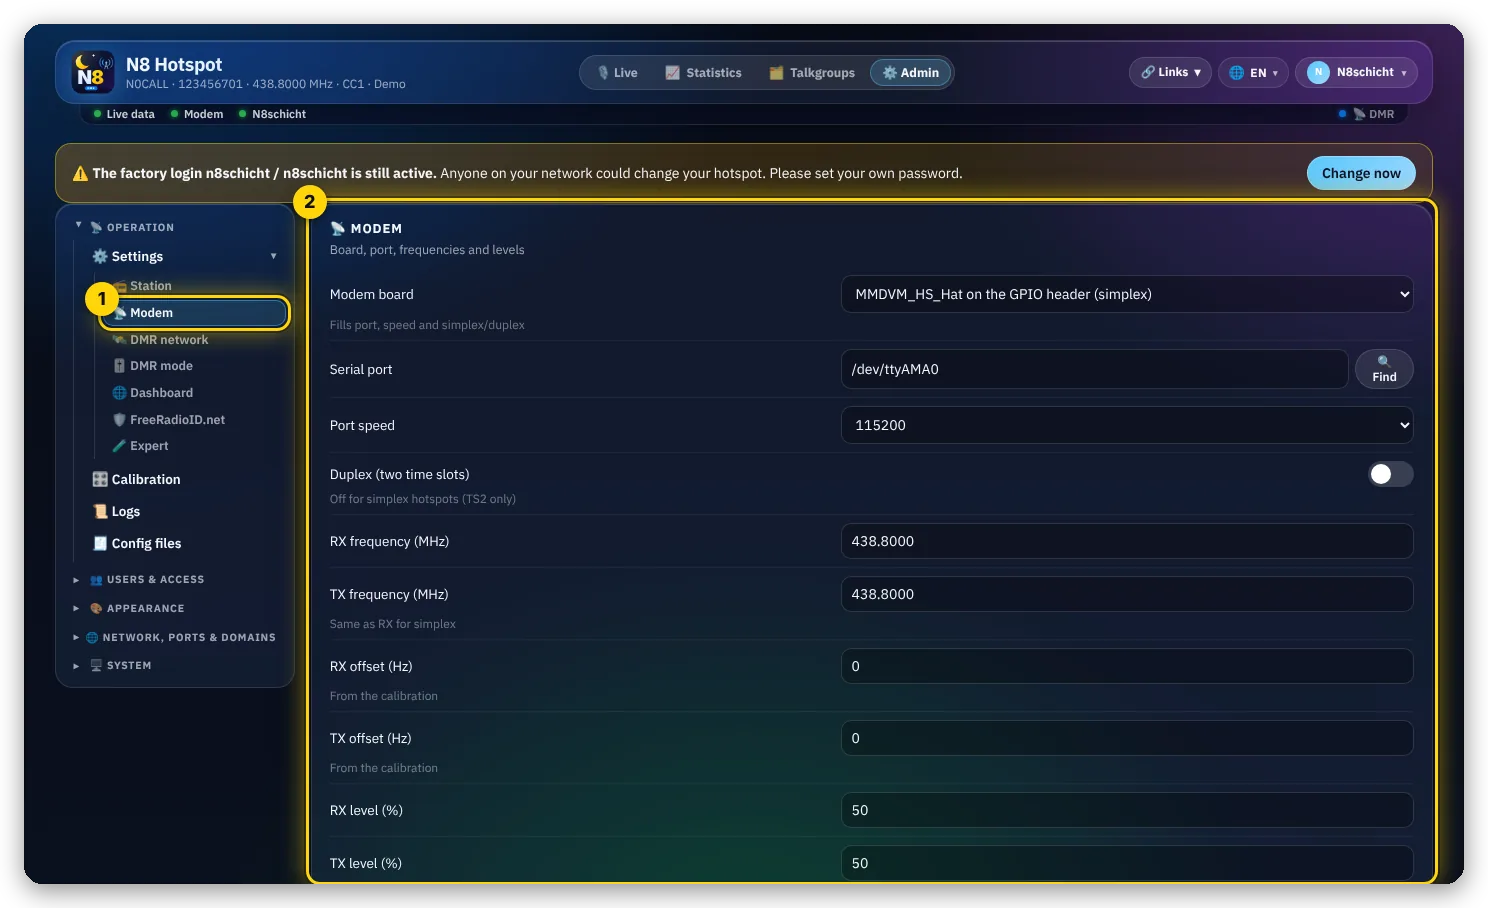 N8 Hotspot
N0CALL · 123456701 · 438.8000 MHz · CC1 · Demo
Live
Statistics
Talkgroups
Admin
Links ▾
EN ▾
N
N8schicht ▾
N8
Live data
Modem
N8schicht
DMR
The factory login n8schicht / n8schicht is still active. Anyone on your network could change your hotspot. Please set your own password.
Change now
OPERATION
Settings
Station
1
Modem
DMR network
DMR mode
Dashboard
FreeRadioID.net
Expert
Calibration
Logs
Config files
USERS & ACCESS
APPEARANCE
NETWORK, PORTS & DOMAINS
SYSTEM
2
MODEM
Board, port, frequencies and levels
Modem board
MMDVM_HS_Hat on the GPIO header (simplex)
Fills port, speed and simplex/duplex
Serial port
/dev/ttyAMA0
Find
Port speed
115200
Duplex (two time slots)
Off for simplex hotspots (TS2 only)
RX frequency (MHz)
438.8000
TX frequency (MHz)
438.8000
Same as RX for simplex
RX offset (Hz)
0
From the calibration
TX offset (Hz)
0
From the calibration
RX level (%)
50
TX level (%)
50